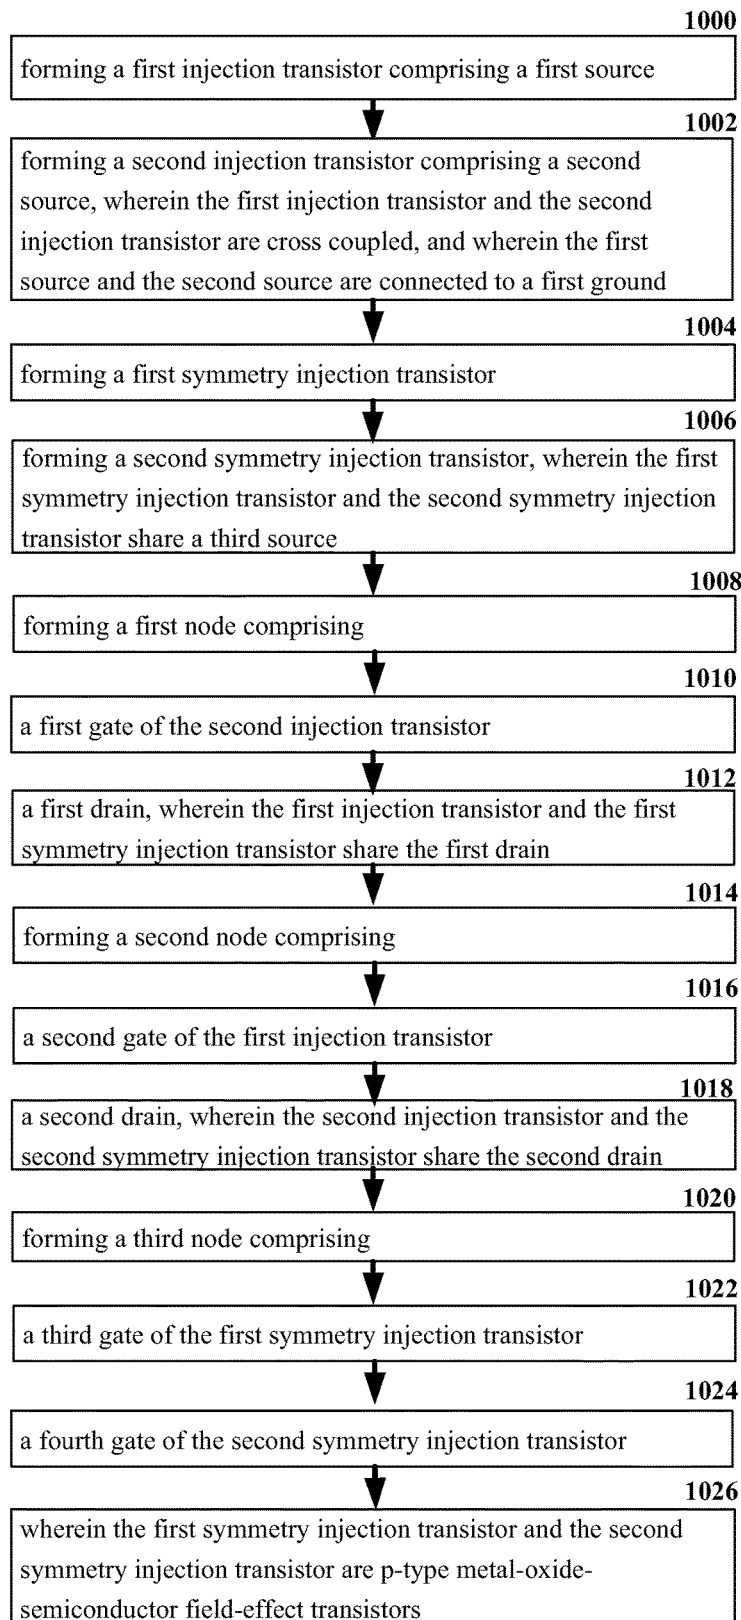 1000
forming a first injection transistor comprising a first source
1002
forming a second injection transistor comprising a second
source, wherein the first injection transistor and the second
injection transistor are cross coupled, and wherein the first
source and the second source are connected to a first ground
1004
forming a first symmetry injection transistor
1006
forming a second symmetry injection transistor, wherein the first
symmetry injection transistor and the second symmetry injection
transistor share a third source
1008
forming a first node comprising
1010
a first gate of the second injection transistor
1012
a first drain, wherein the first injection transistor and the first
symmetry injection transistor share the first drain
1014
forming a second node comprising
1016
a second gate of the first injection transistor
1018
a second drain, wherein the second injection transistor and the
second symmetry injection transistor share the second drain
1020
forming a third node comprising
1022
a third gate of the first symmetry injection transistor
1024
a fourth gate of the second symmetry injection transistor
1026
wherein the first symmetry injection transistor and the second
symmetry injection transistor are p-type metal-oxide-
semiconductor field-effect transistors